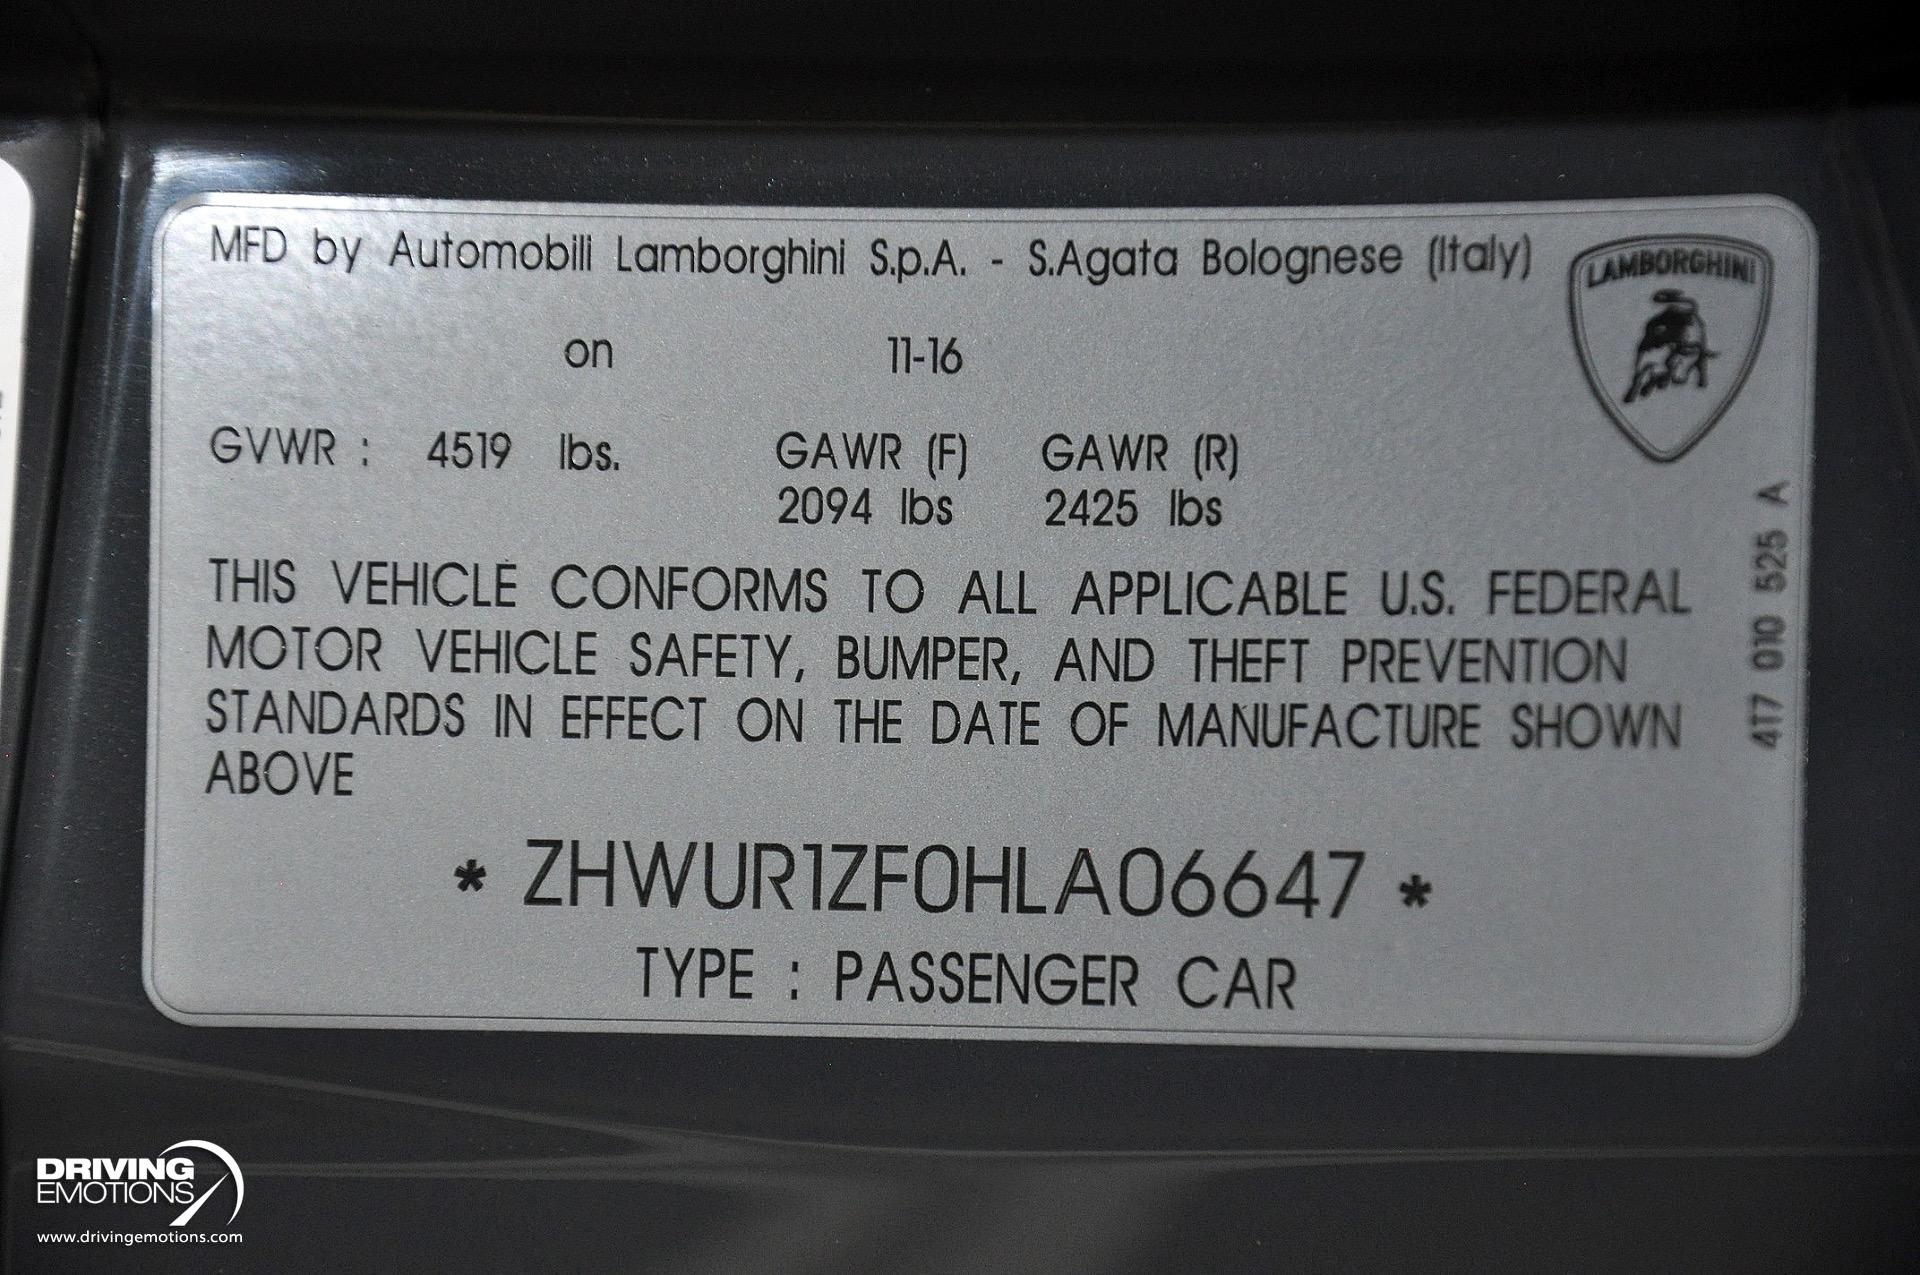 MFD by Automobili Lamborghini S.p.A. - S.Agata Bolognese (Italy)
LAMBORGHINI
on 11-16
GVWR : 4519 lbs. GAWR (F) GAWR (R)
2094 lbs 2425 lbs
THIS VEHICLE CONFORMS TO ALL APPLICABLE U.S. FEDERAL
MOTOR VEHICLE SAFETY, BUMPER, AND THEFT PREVENTION
STANDARDS IN EFFECT ON THE DATE OF MANUFACTURE SHOWN
ABOVE
4T7 010 525 A
* ZHWUR1ZF0HLA06647 *
TYPE : PASSENGER CAR
DRIVING
EMOTIONS
www.drivingemotions.com